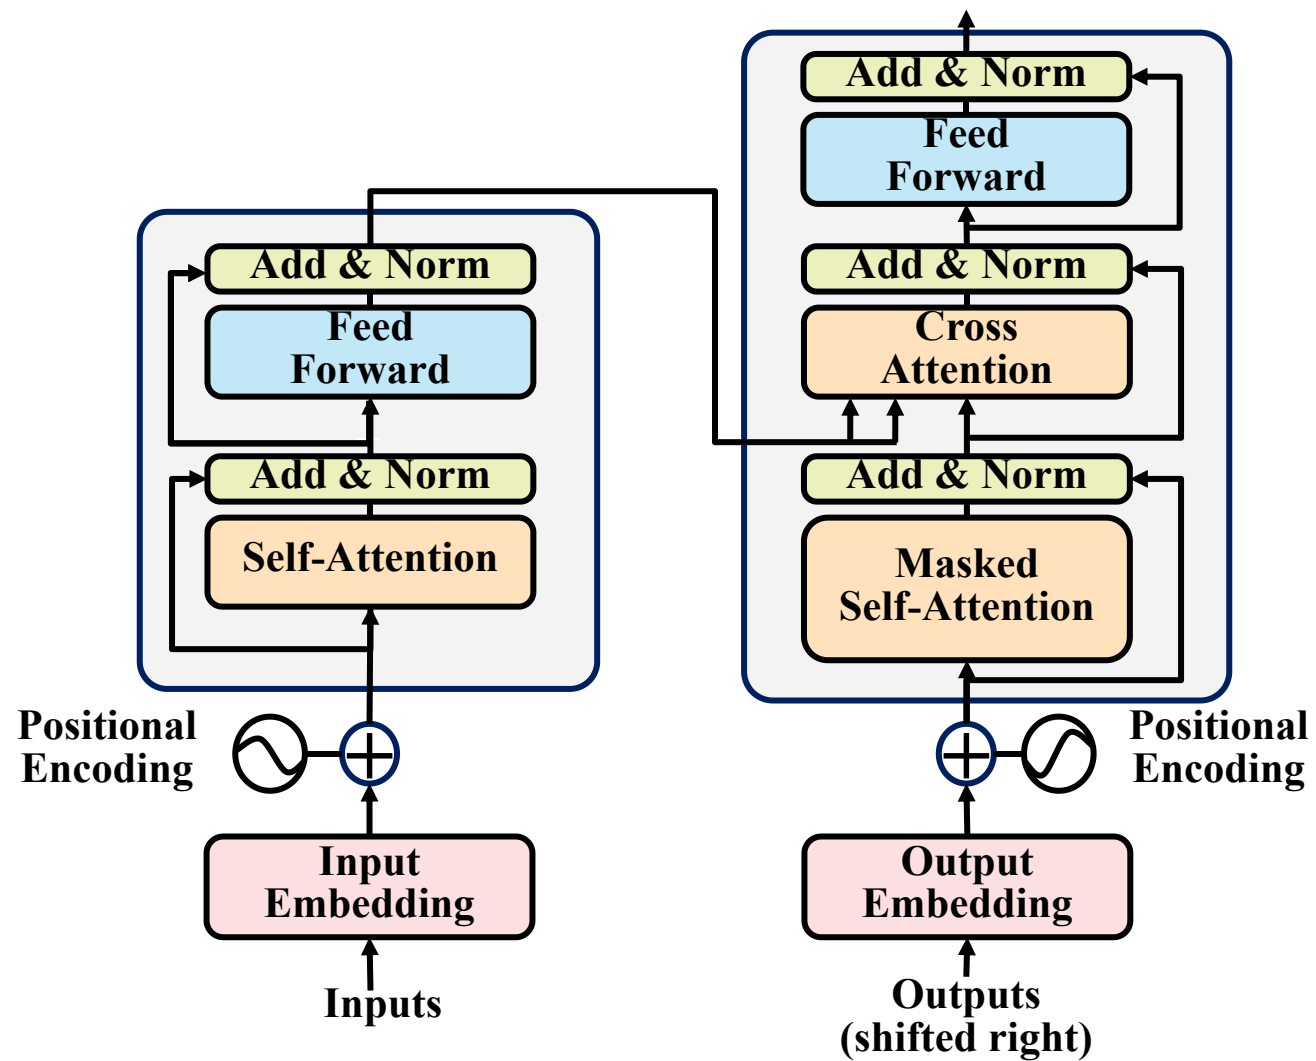 Add & Norm
Feed
Forward
Add & Norm
Self-Attention
Positional
Encoding
Input
Embedding
Inputs
Add & Norm
Feed
Forward
Add & Norm
Cross
Attention
Add & Norm
Masked
Self-Attention
Positional
Encoding
Output
Embedding
Outputs
(shifted right)